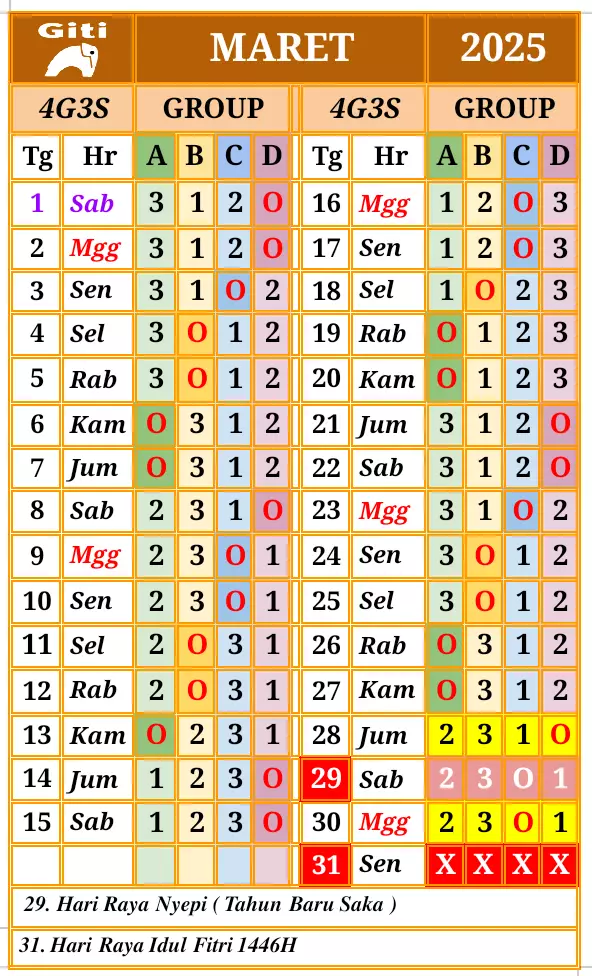 Giti MARET 2025
4G3S GROUP 4G3S GROUP
Tg Hr A B C D Tg Hr A B C D
1 Sab 3 1 2 O 16 Mgg 1 2 O 3
2 Mgg 3 1 2 O 17 Sen 1 2 O 3
3 Sen 3 1 O 2 18 Sel 1 O 2 3
4 Sel 3 O 1 2 19 Rab O 1 2 3
5 Rab 3 O 1 2 20 Kam O 1 2 3
6 Kam O 3 1 2 21 Jum 3 1 2 O
7 Jum O 3 1 2 22 Sab 3 1 2 O
8 Sab 2 3 1 O 23 Mgg 3 1 O 2
9 Mgg 2 3 O 1 24 Sen 3 O 1 2
10 Sen 2 3 O 1 25 Sel 3 O 1 2
11 Sel 2 O 3 1 26 Rab O 3 1 2
12 Rab 2 O 3 1 27 Kam O 3 1 2
13 Kam O 2 3 1 28 Jum 2 3 1 O
14 Jum 1 2 3 O 29 Sab 2 3 O 1
15 Sab 1 2 3 O 30 Mgg 2 3 O 1
31 Sen X X X X
29. Hari Raya Nyepi ( Tahun Baru Saka )
31. Hari Raya Idul Fitri 1446H